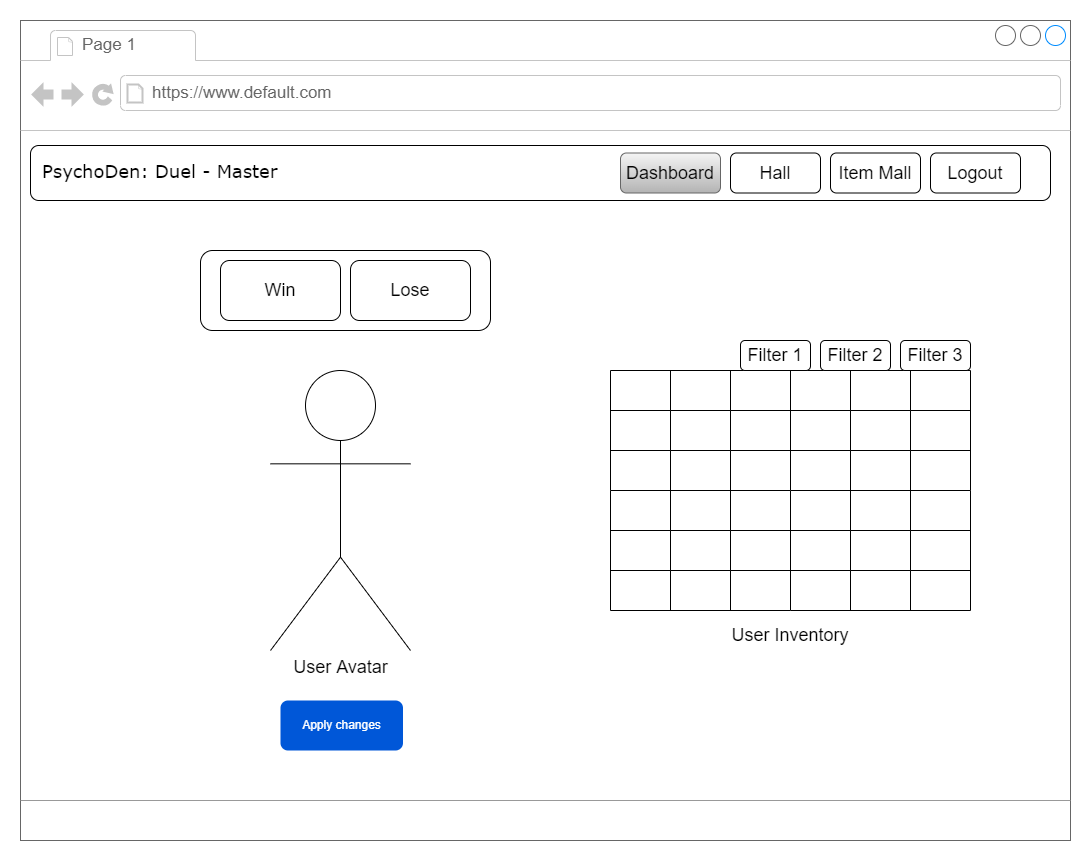 Page 1
https://www.default.com
PsychoDen: Duel - Master
Dashboard
Hall
Item Mall
Logout
Win
Lose
Filter 1
Filter 2
Filter 3
User Inventory
User Avatar
Apply changes